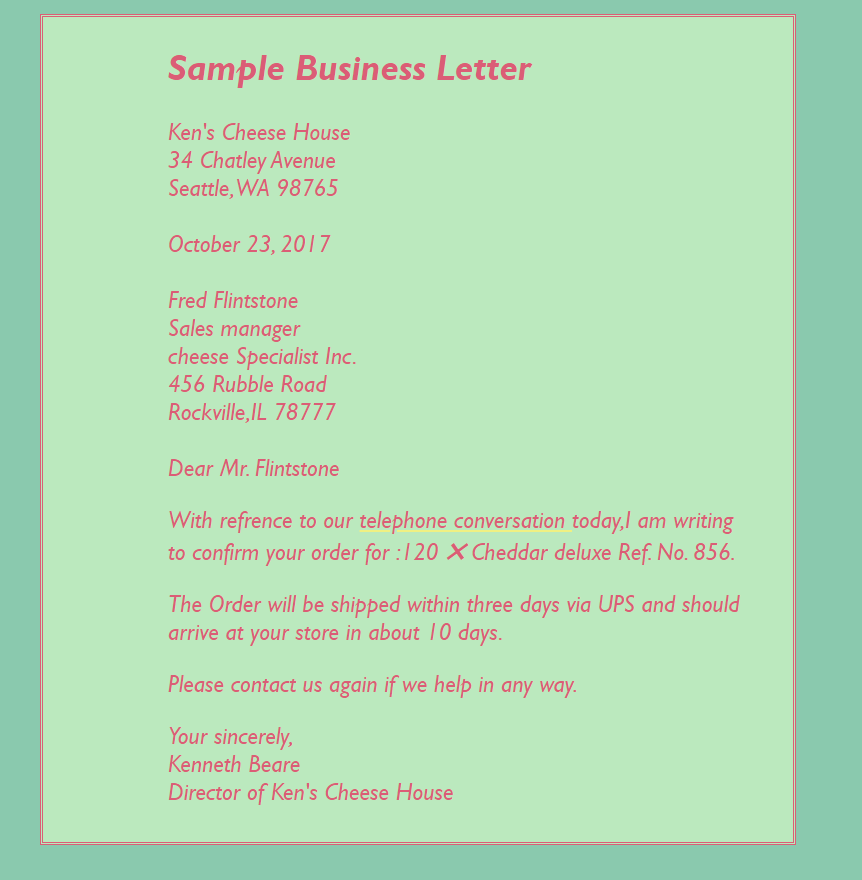 Sample Business Letter
Ken's Cheese House
34 Chatley Avenue
Seattle,WA 98765
October 23, 2017
Fred Flintstone
Sales manager
cheese Specialist Inc.
456 Rubble Road
Rockville,IL 78777
Dear Mr. Flintstone
With refrence to our telephone conversation today,I am writing
to confirm your order for :120 ✕ Cheddar deluxe Ref. No. 856.
The Order will be shipped within three days via UPS and should
arrive at your store in about 10 days.
Please contact us again if we help in any way.
Your sincerely,
Kenneth Beare
Director of Ken's Cheese House